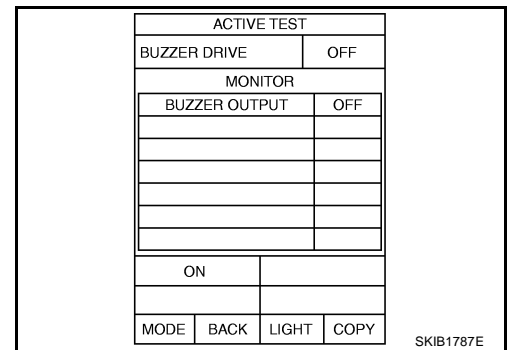 ACTIVE TEST
BUZZER DRIVE OFF
MONITOR
BUZZER OUTPUT OFF
ON
MODE BACK LIGHT COPY
SKIB1787E